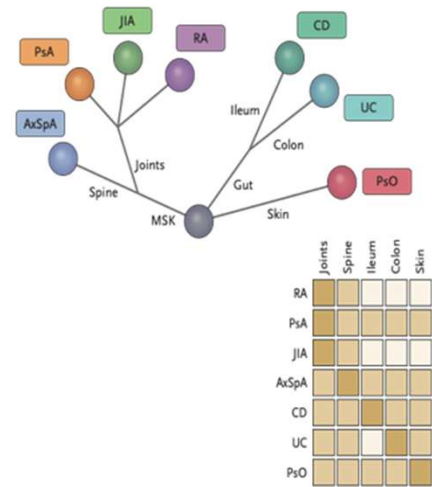 JIA
CD
RA
PsA
UC
Ileum
AxSpA
Colon
Joints
Gut
PsO
Spine
Skin
MSK
Joints
Spine
Ileum
Colon
Skin
RA
PsA
JIA
AxSpA
CD
UC
PsO